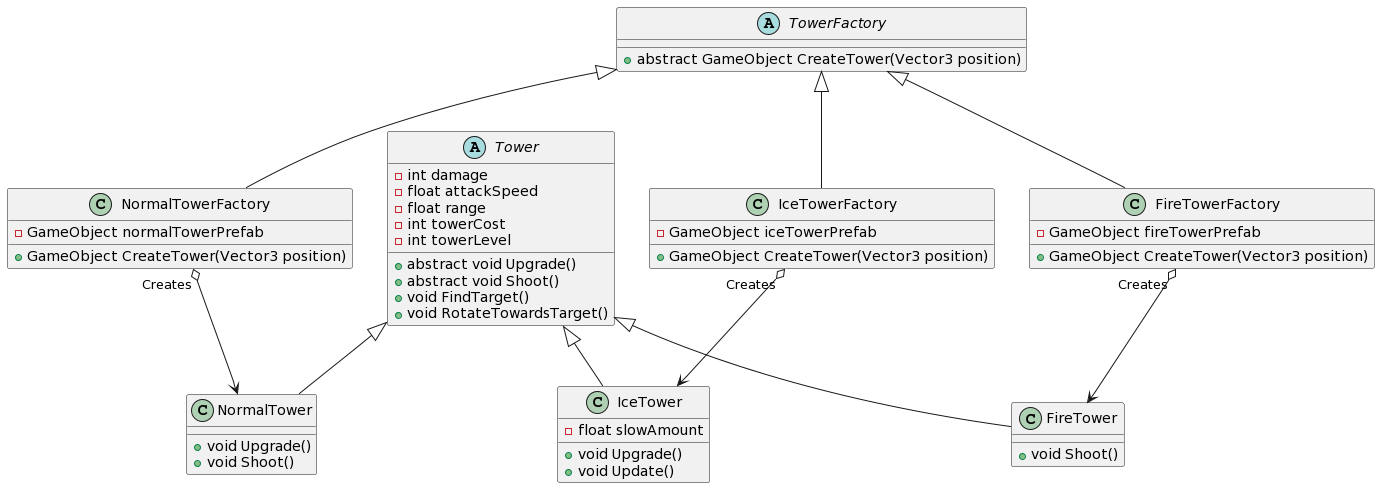 A TowerFactory
abstract GameObject CreateTower(Vector3 position)
A Tower
int damage
float attackSpeed
float range
int towerCost
int towerLevel
abstract void Upgrade()
abstract void Shoot()
void FindTarget()
void RotateTowardsTarget()
C NormalTowerFactory
GameObject normalTowerPrefab
GameObject CreateTower(Vector3 position)
C IceTowerFactory
GameObject iceTowerPrefab
GameObject CreateTower(Vector3 position)
C FireTowerFactory
GameObject fireTowerPrefab
GameObject CreateTower(Vector3 position)
Creates
Creates
Creates
C NormalTower
void Upgrade()
void Shoot()
C IceTower
float slowAmount
void Upgrade()
void Update()
C FireTower
void Shoot()